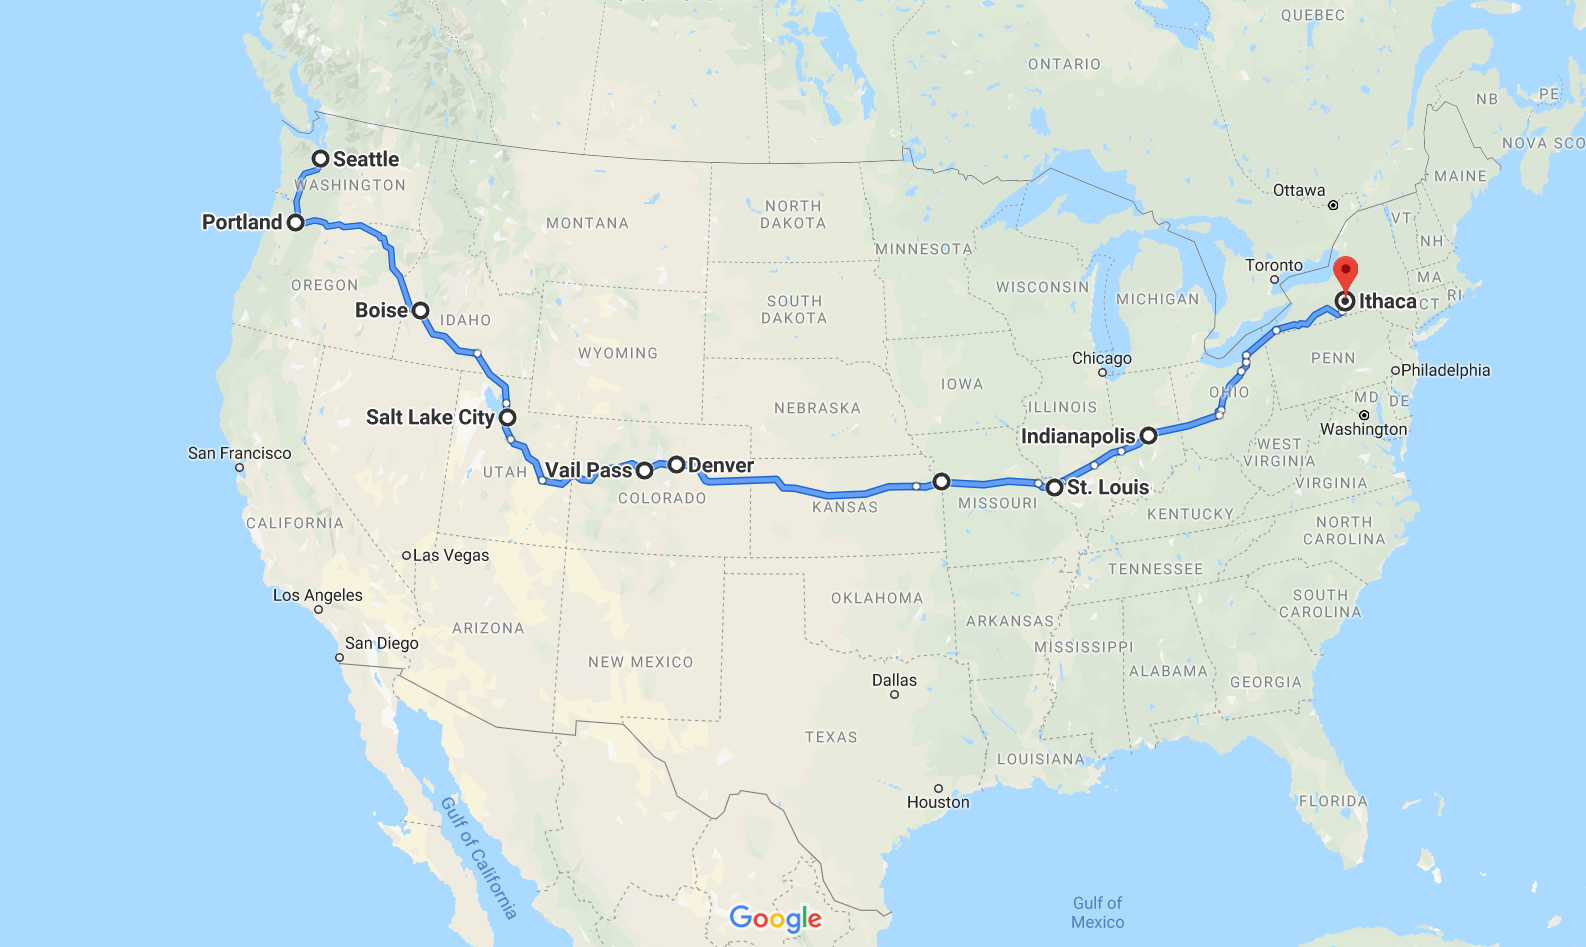 QUEBEC
ONTARIO
NB
PE
NOVA SCO
Seattle
WASHINGTON
MAINE
Ottawa
Portland
MONTANA
NORTH
DAKOTA
VT
MINNESOTA
NH
Toronto
MA
OREGON
WISCONSIN
MICHIGAN
RI
Ithaca
CT
Boise
IDAHO
SOUTH
DAKOTA
WYOMING
Chicago
PENN
Philadelphia
IOWA
OHIO
MD
DE
NEBRASKA
ILLINOIS
Salt Lake City
Washington
Indianapolis
San Francisco
WEST
VIRGINIA
UTAH
Vail Pass
Denver
COLORADO
KANSAS
MISSOURI
St. Louis
VIRGINIA
KENTUCKY
CALIFORNIA
NORTH
CAROLINA
Las Vegas
TENNESSEE
Los Angeles
OKLAHOMA
SOUTH
CAROLINA
ARIZONA
ARKANSAS
San Diego
NEW MEXICO
MISSISSIPPI
ALABAMA
GEORGIA
Dallas
TEXAS
LOUISIANA
Houston
FLORIDA
Gulf of California
Gulf of
Mexico
Google